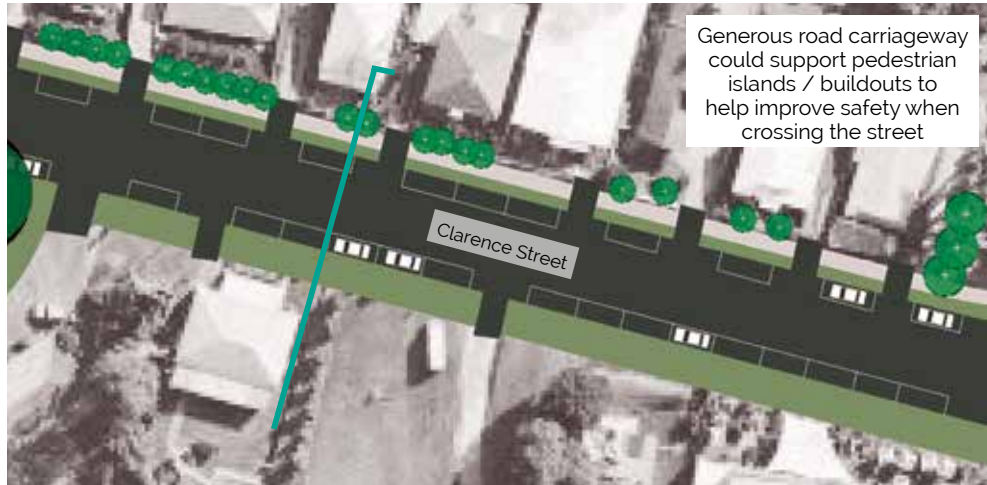 Generous road carriageway
could support pedestrian
islands / buildouts to
help improve safety when
crossing the street
Clarence Street